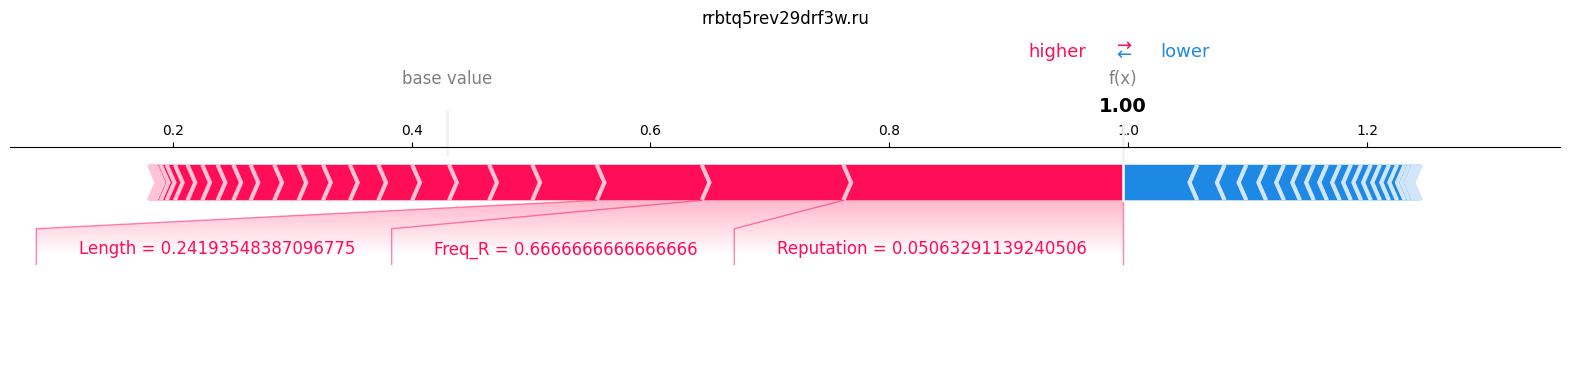 rrbtq5rev29drf3w.ru
higher ⇄ lower
base value f(x)
1.00
0.2 0.4 0.6 0.8 1.0 1.2
Length = 0.24193548387096775 Freq_R = 0.6666666666666666 Reputation = 0.05063291139240506